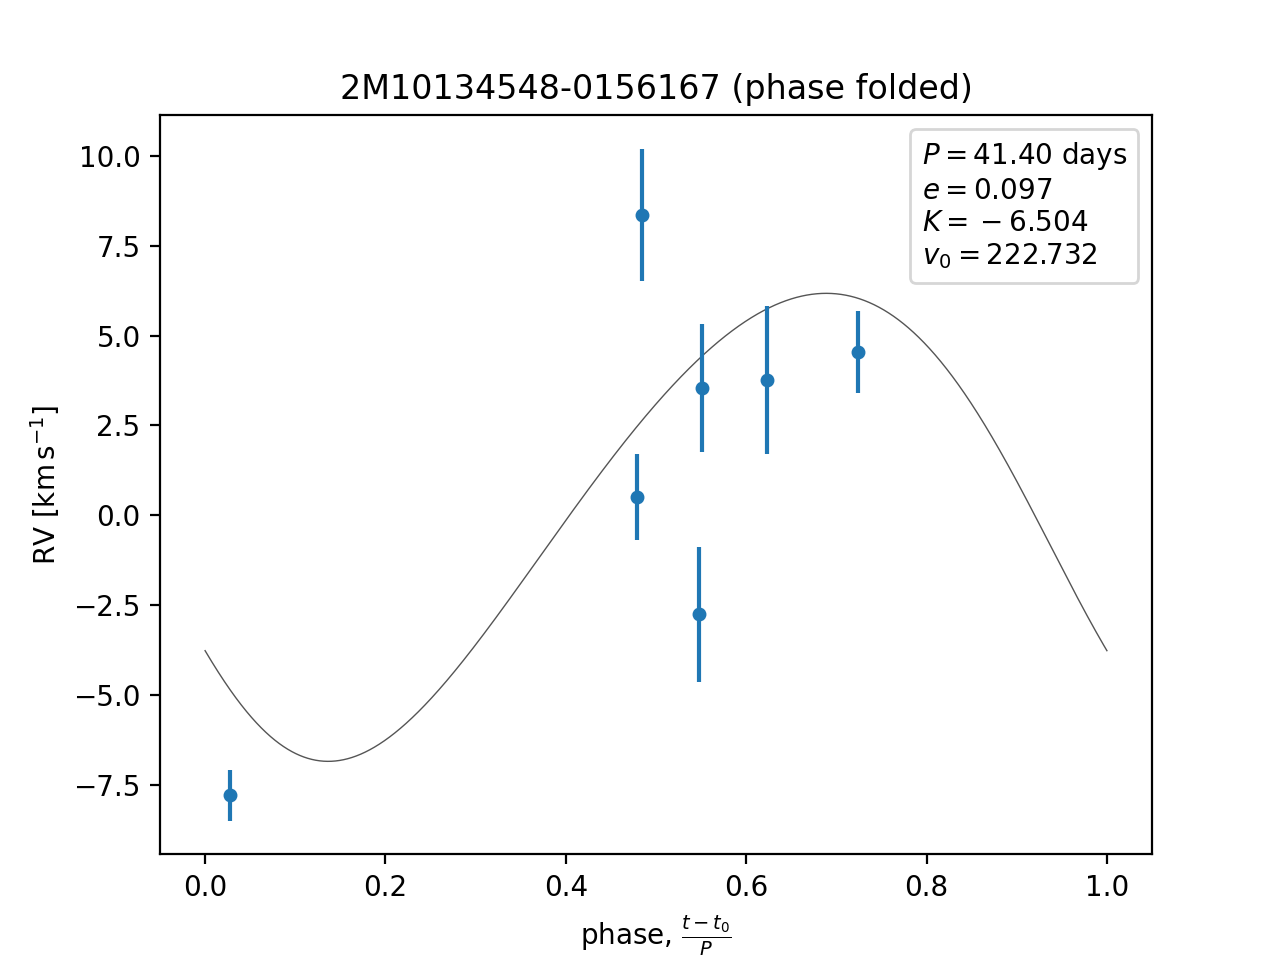 2M10134548-0156167 (phase folded)
P = 41.40 days
e = 0.097
K = −6.504
v₀ = 222.732
10.0
7.5
5.0
2.5
0.0
−2.5
−5.0
−7.5
RV [km s⁻¹]
0.0 0.2 0.4 0.6 0.8 1.0
phase, (t − t₀)/P